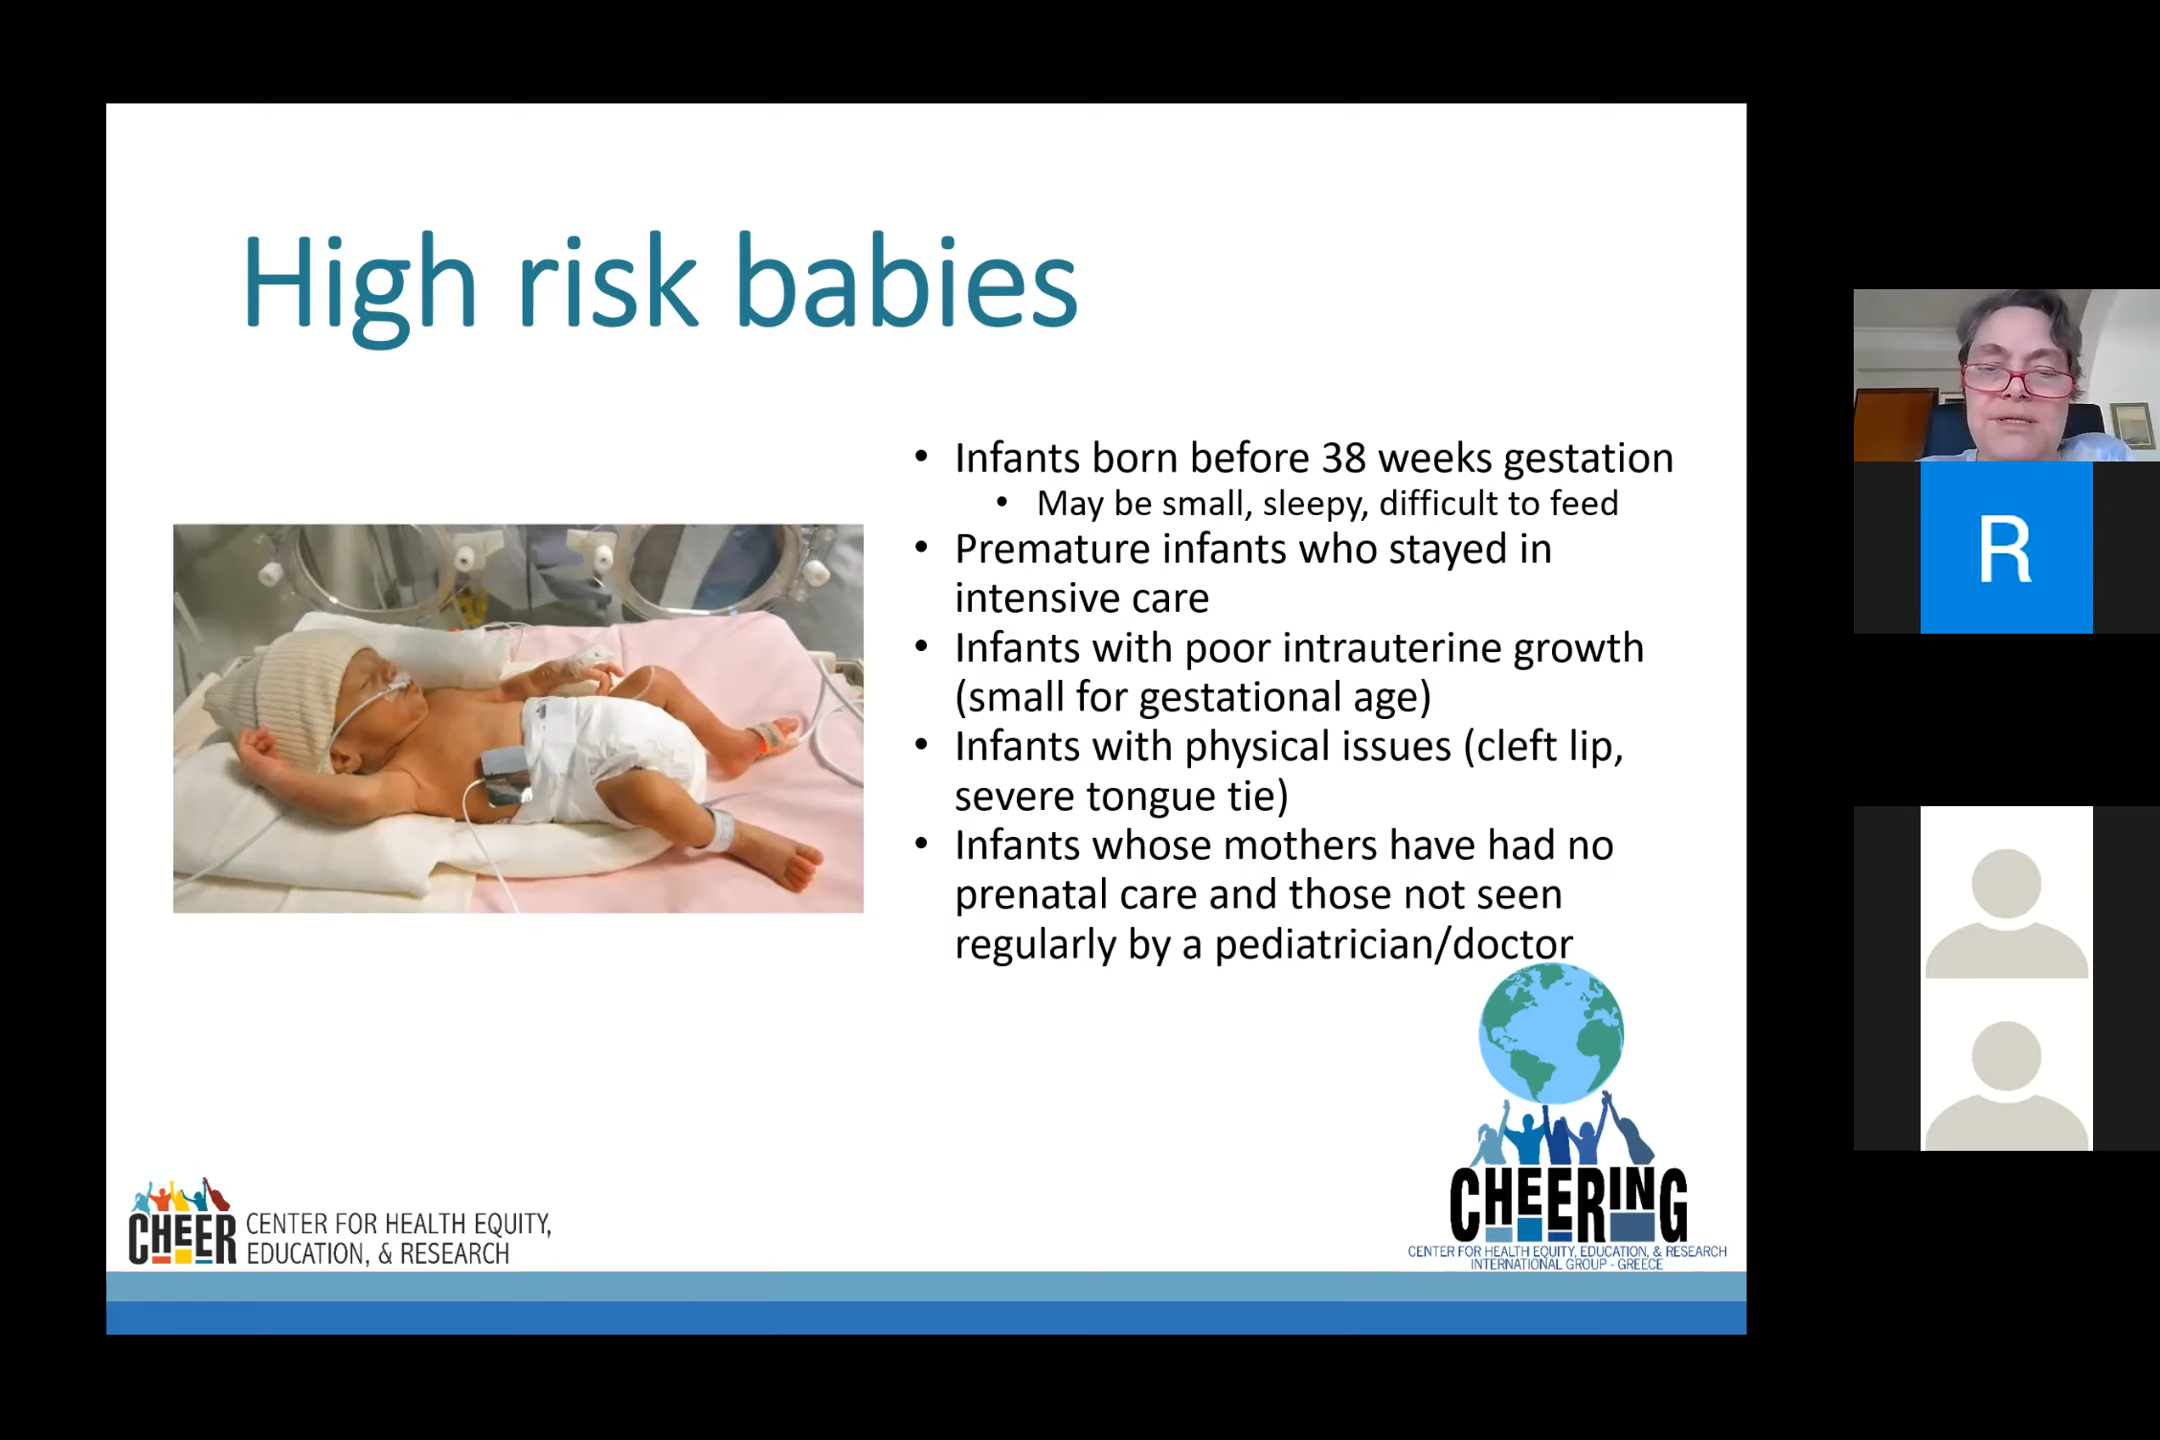 High risk babies
• Infants born before 38 weeks gestation
• May be small, sleepy, difficult to feed
• Premature infants who stayed in
intensive care
• Infants with poor intrauterine growth
(small for gestational age)
• Infants with physical issues (cleft lip,
severe tongue tie)
• Infants whose mothers have had no
prenatal care and those not seen
regularly by a pediatrician/doctor
CHEER
CENTER FOR HEALTH EQUITY,
EDUCATION, & RESEARCH
CHEERING
CENTER FOR HEALTH EQUITY, EDUCATION, & RESEARCH
INTERNATIONAL GROUP - GREECE
R